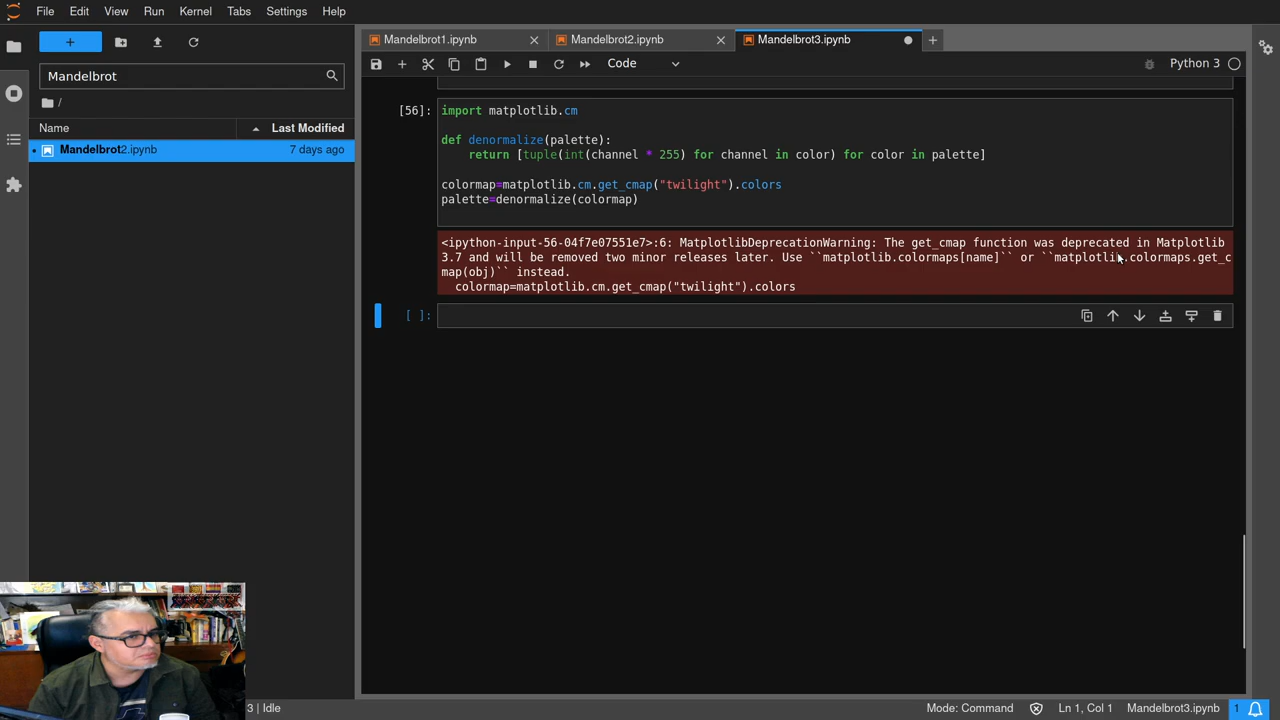 File Edit View Run Kernel Tabs Settings Help
+
Mandelbrot
/
Name Last Modified
Mandelbrot2.ipynb 7 days ago
Mandelbrot1.ipynb Mandelbrot2.ipynb Mandelbrot3.ipynb
Code Python 3
[56]: import matplotlib.cm
def denormalize(palette):
return [tuple(int(channel * 255) for channel in color) for color in palette]
colormap=matplotlib.cm.get_cmap("twilight").colors
palette=denormalize(colormap)
<ipython-input-56-04f7e07551e7>:6: MatplotlibDeprecationWarning: The get_cmap function was deprecated in Matplotlib
3.7 and will be removed two minor releases later. Use ``matplotlib.colormaps[name]`` or ``matplotlib.colormaps.get_c
map(obj)`` instead.
colormap=matplotlib.cm.get_cmap("twilight").colors
[ ]:
3 | Idle Mode: Command Ln 1, Col 1 Mandelbrot3.ipynb 1